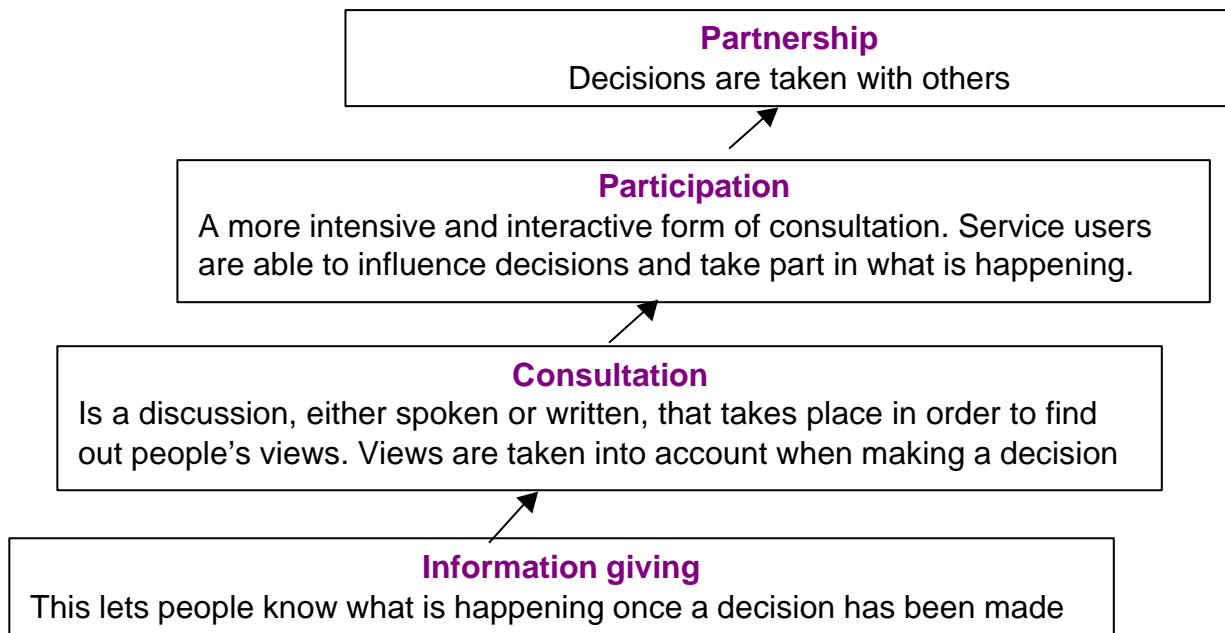 Partnership
Decisions are taken with others
Participation
A more intensive and interactive form of consultation. Service users
are able to influence decisions and take part in what is happening.
Consultation
Is a discussion, either spoken or written, that takes place in order to find
out people’s views. Views are taken into account when making a decision
Information giving
This lets people know what is happening once a decision has been made